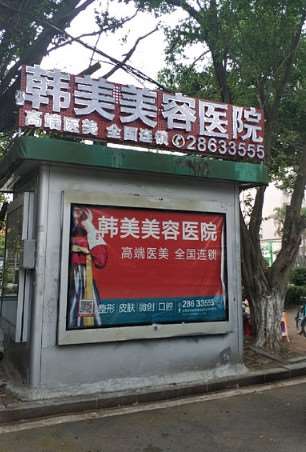 韩美美容医院
高端医美 全国连锁 28633555
韩美美容医院
高端医美 全国连锁
整形 皮肤 微创 口腔 28633555